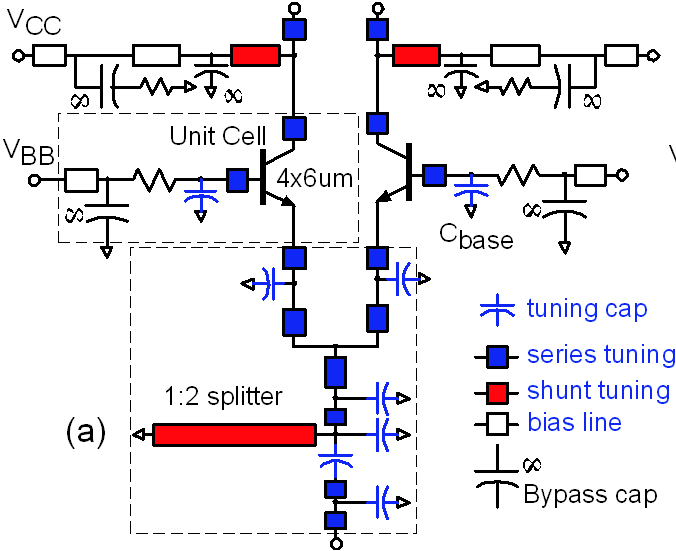 VCC
∞
∞
∞
∞
Unit Cell
VBB
4x6um
∞
∞
Cbase
V
tuning cap
series tuning
1:2 splitter
shunt tuning
(a)
bias line
∞
Bypass cap